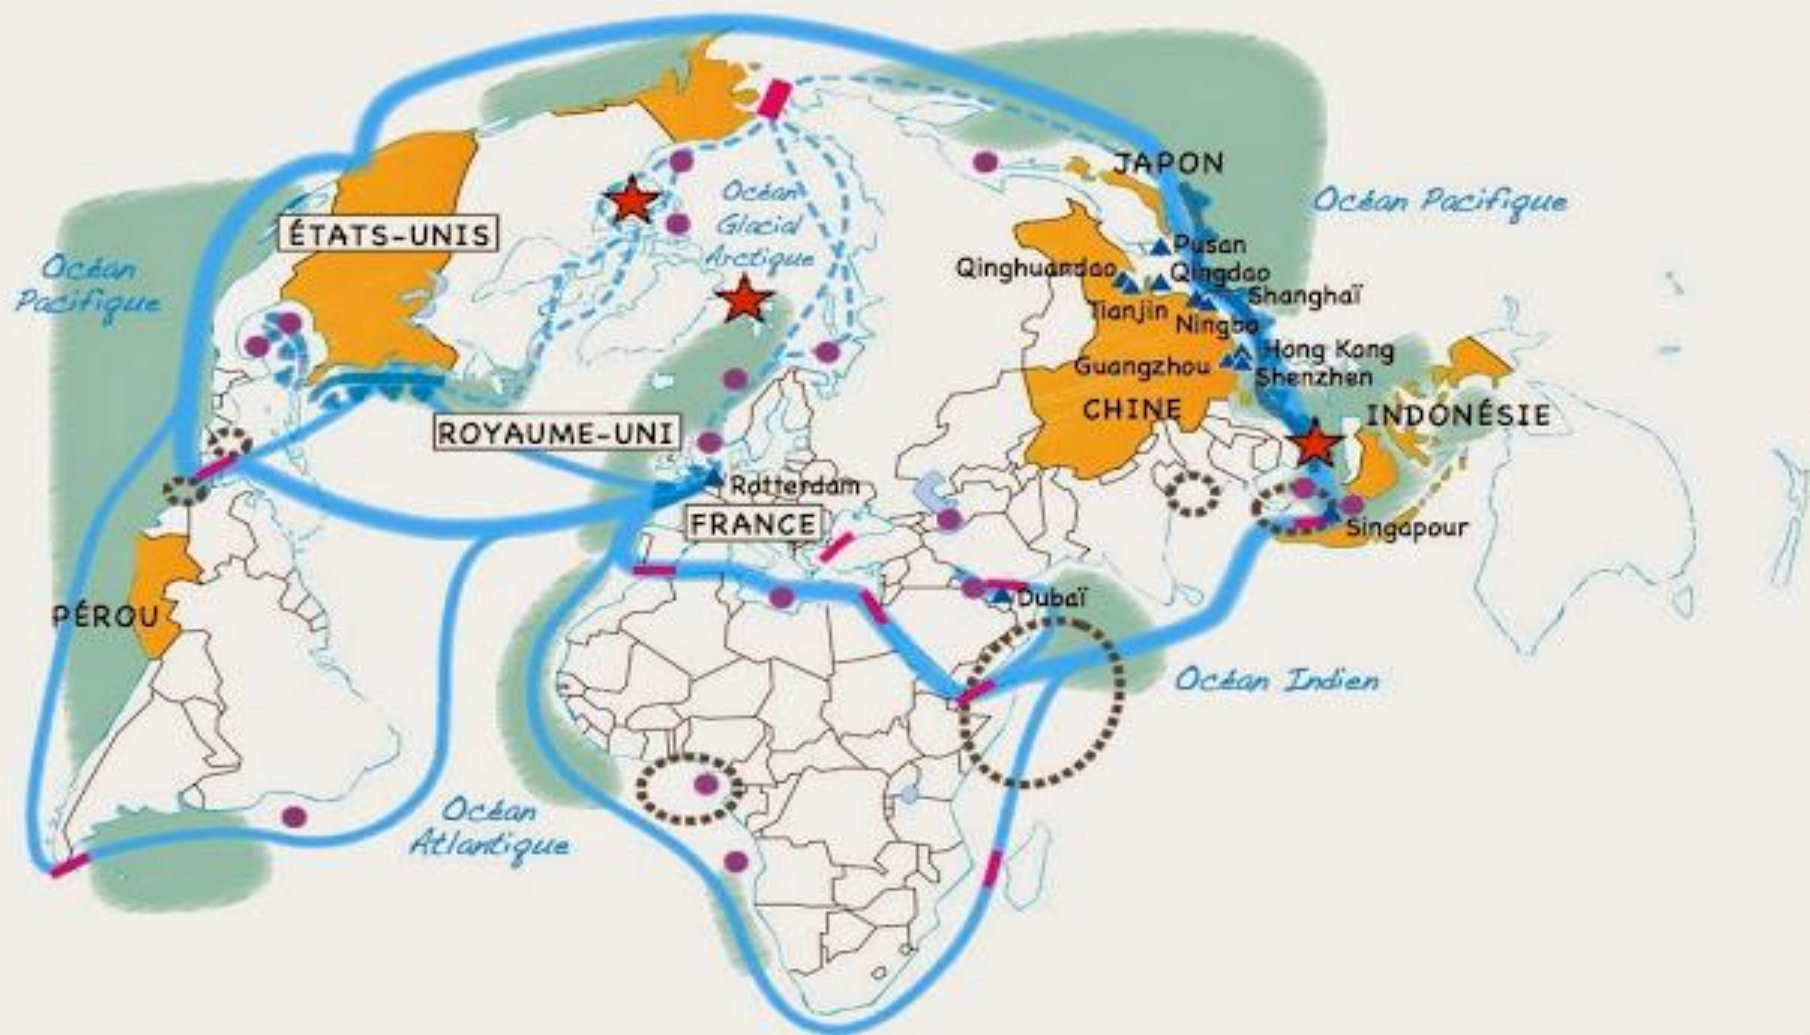 JAPON
Océan
Glacial
Arctique
Océan Pacifique
ÉTATS-UNIS
Pusan
Océan
Pacifique
Qinghuandao
Qingdao
Shanghaï
Tianjin
Ningbo
Hong Kong
Guangzhou
Shenzhen
CHINE
INDONÉSIE
ROYAUME-UNI
Rotterdam
FRANCE
Singapour
Dubaï
PÉROU
Océan Indien
Océan
Atlantique